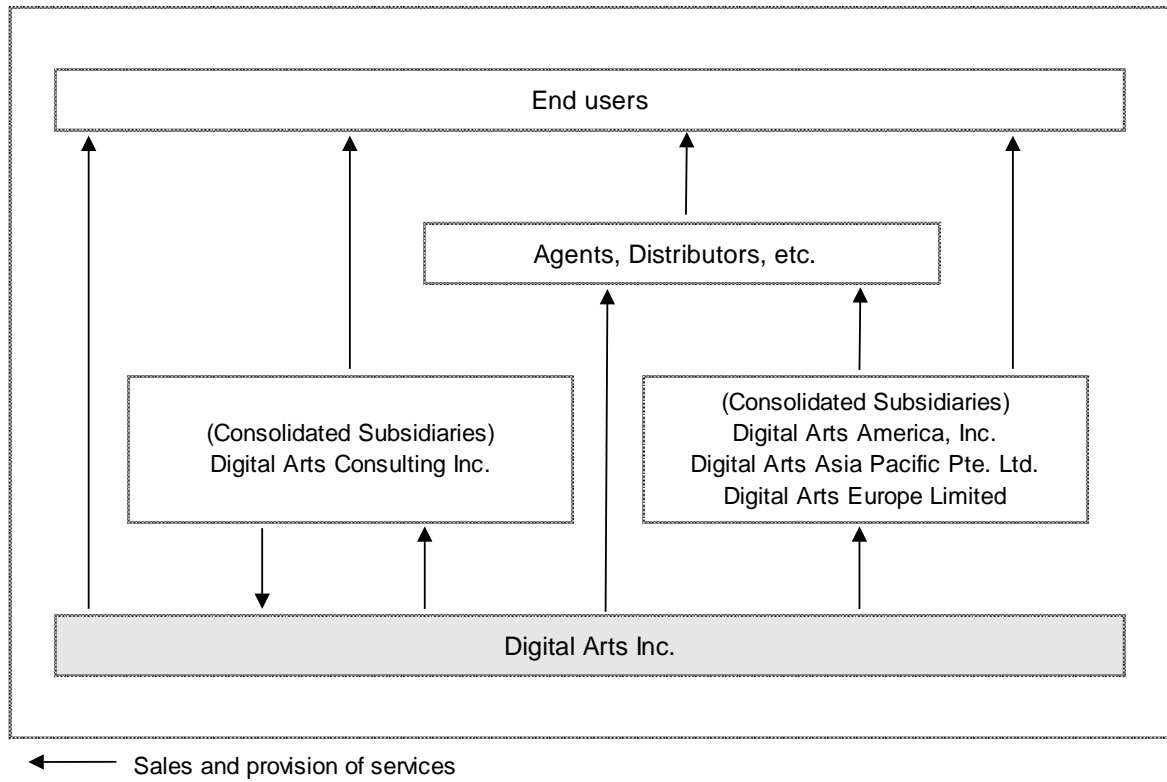 End users
Agents, Distributors, etc.
(Consolidated Subsidiaries)
Digital Arts Consulting Inc.
(Consolidated Subsidiaries)
Digital Arts America, Inc.
Digital Arts Asia Pacific Pte. Ltd.
Digital Arts Europe Limited
Digital Arts Inc.
Sales and provision of services